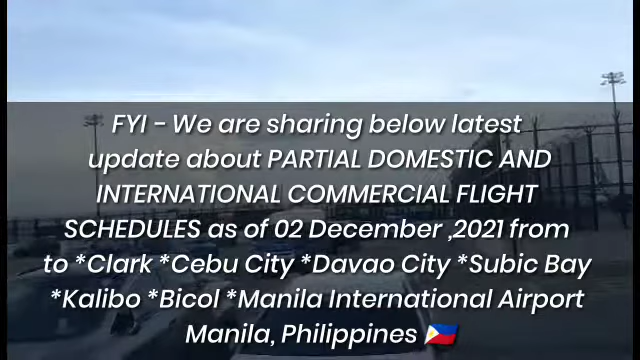 FYI - We are sharing below latest
update about PARTIAL DOMESTIC AND
INTERNATIONAL COMMERCIAL FLIGHT
SCHEDULES as of 02 December ,2021 from
to *Clark *Cebu City *Davao City *Subic Bay
*Kalibo *Bicol *Manila International Airport
Manila, Philippines 🇵🇭